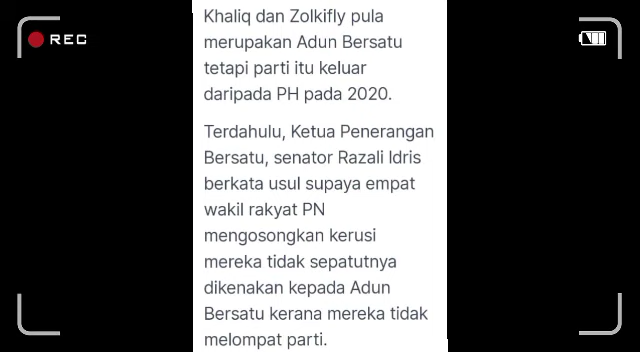 REC
Khaliq dan Zolkifly pula
merupakan Adun Bersatu
tetapi parti itu keluar
daripada PH pada 2020.
Terdahulu, Ketua Penerangan
Bersatu, senator Razali Idris
berkata usul supaya empat
wakil rakyat PN
mengosongkan kerusi
mereka tidak sepatutnya
dikenakan kepada Adun
Bersatu kerana mereka tidak
melompat parti.